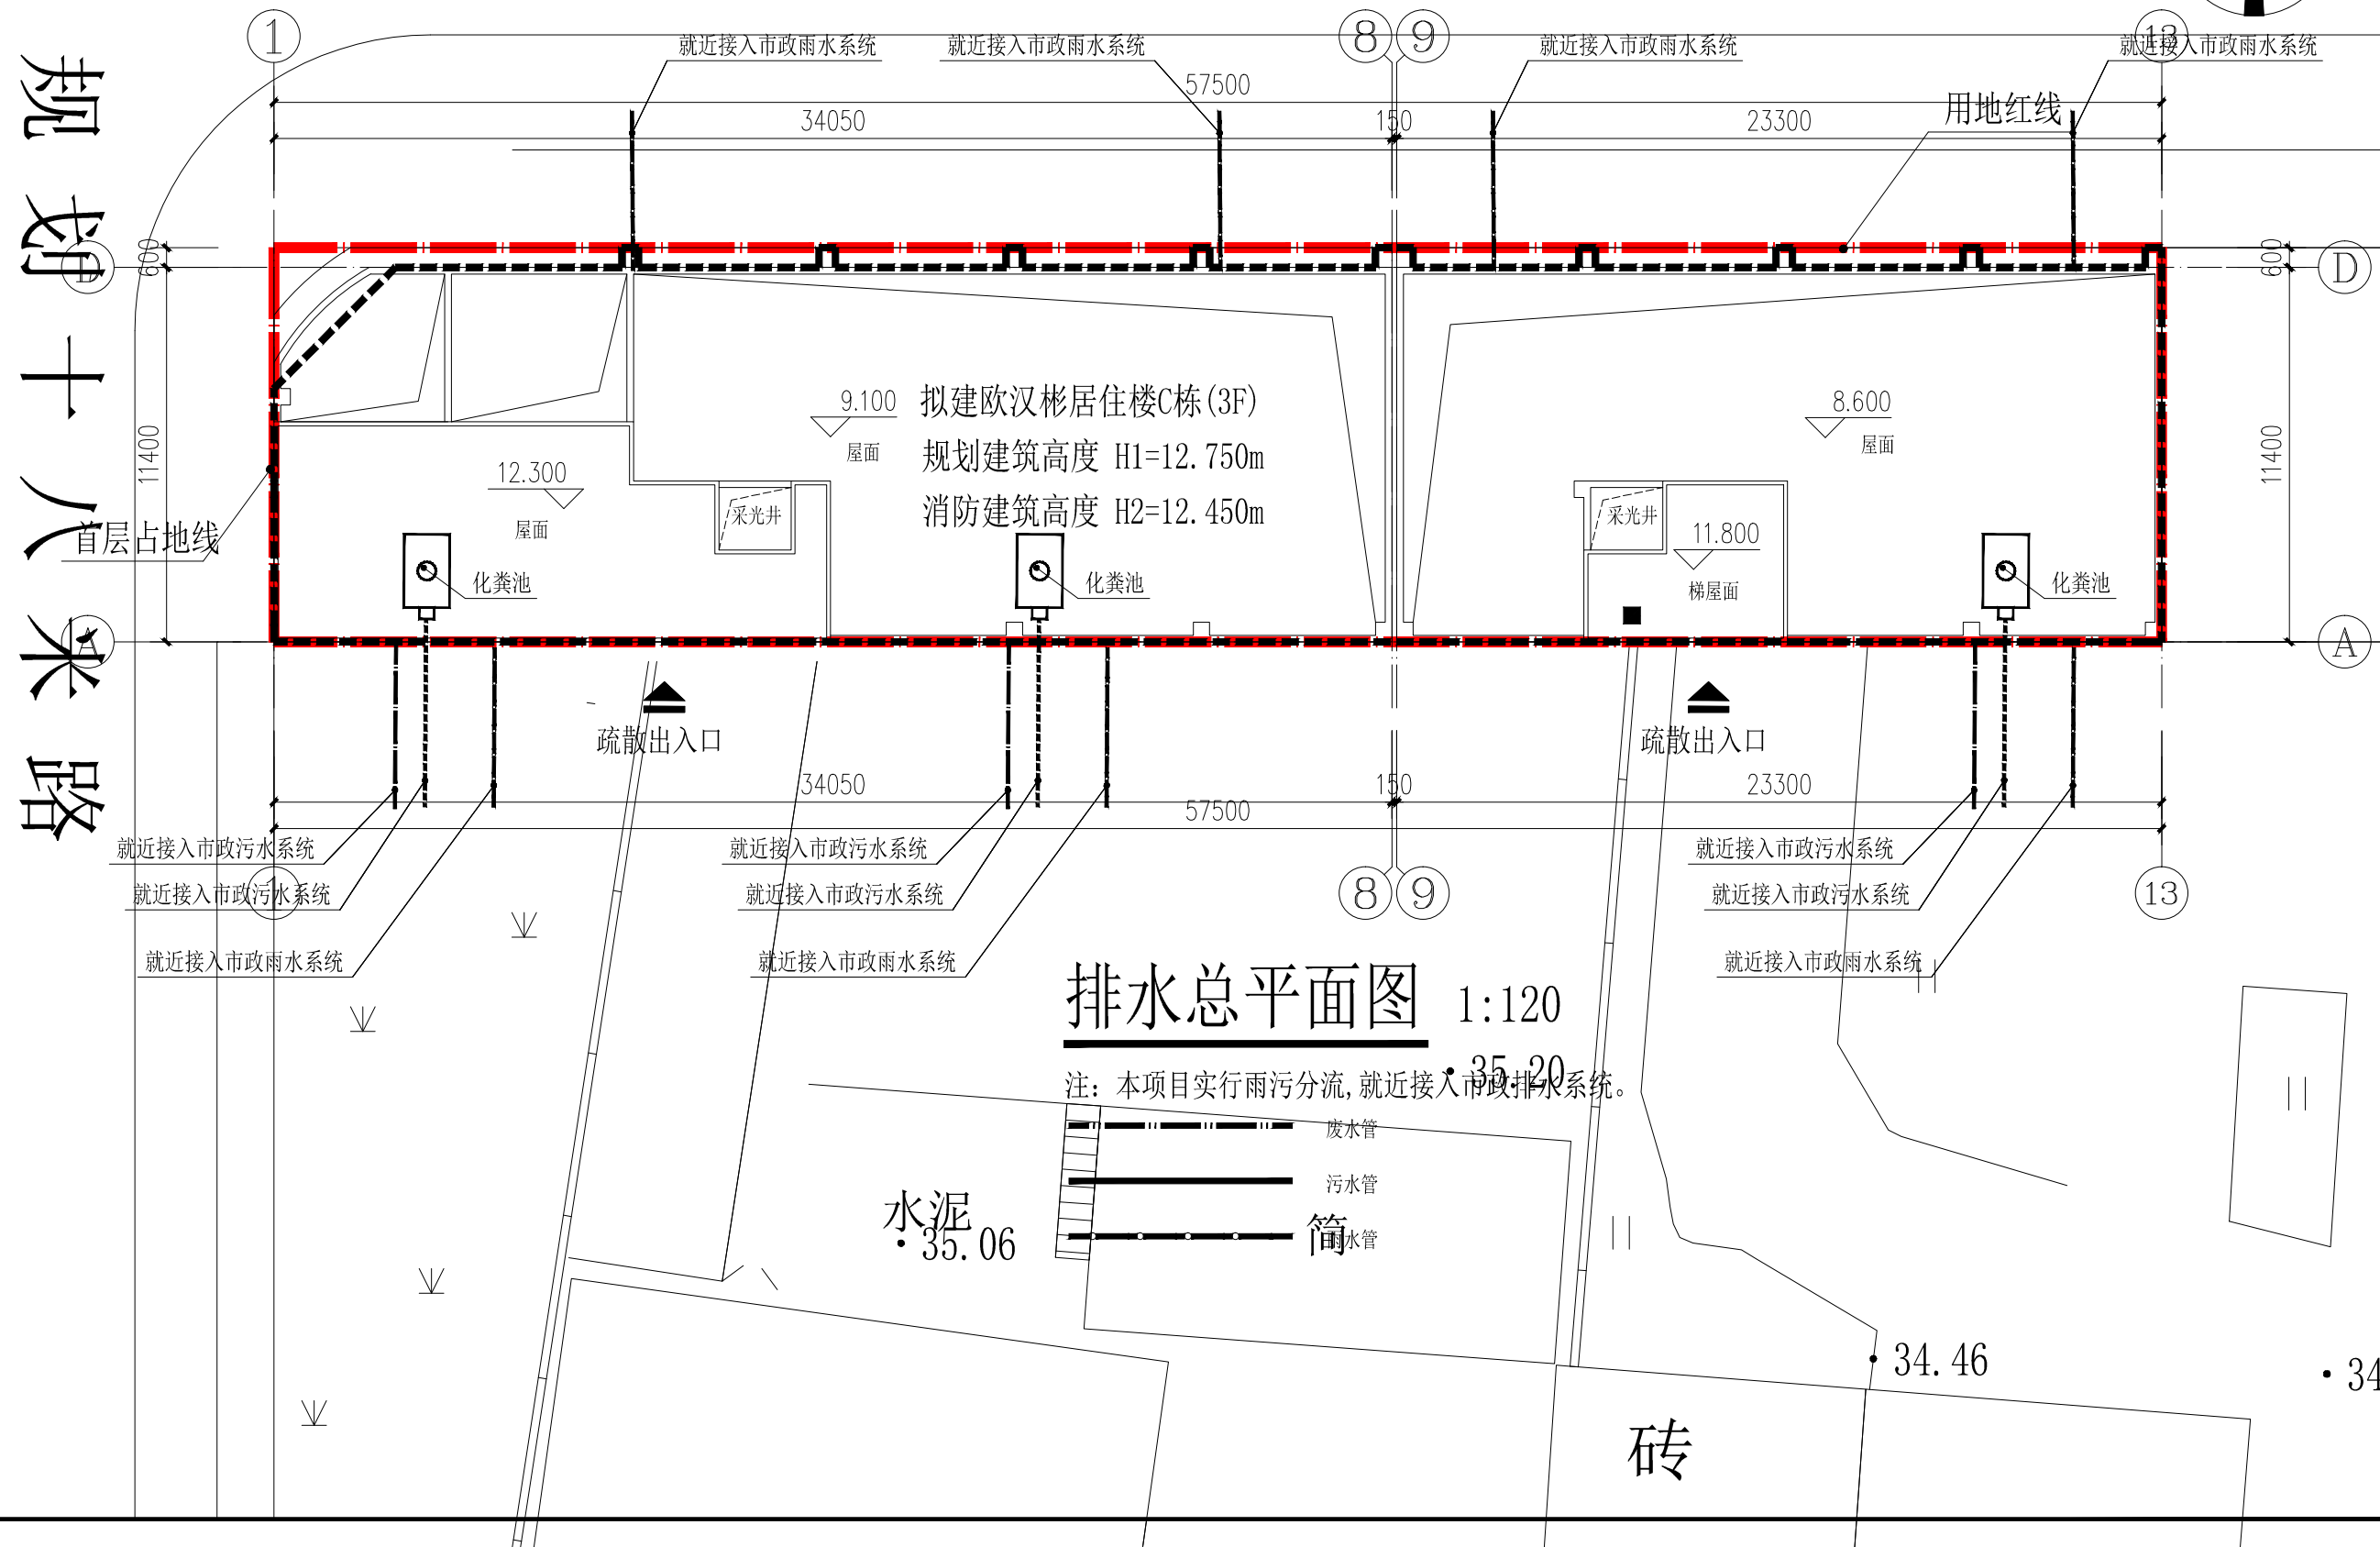 ① ⑧ ⑨ 13
就近接入市政雨水系统 就近接入市政雨水系统 就近接入市政雨水系统 就近接入市政雨水系统
57500
34050 150 23300
用地红线
规划十八米路
600 600
D D
11400 11400
9.100 屋面
拟建欧汉彬居住楼C栋(3F)
规划建筑高度 H1=12.750m
消防建筑高度 H2=12.450m
8.600 屋面
12.300 屋面
采光井 采光井
11.800 梯屋面
首层占地线
化粪池 化粪池 化粪池
A A
疏散出入口 疏散出入口
34050 150 23300
57500
就近接入市政污水系统 就近接入市政污水系统 就近接入市政污水系统
就近接入市政污水系统 就近接入市政污水系统 就近接入市政污水系统
① ⑧ ⑨ 13
就近接入市政雨水系统 就近接入市政雨水系统 就近接入市政雨水系统
排水总平面图 1:120
35.20
注: 本项目实行雨污分流,就近接入市政排水系统。
废水管
污水管
雨水管
水泥
35.06
简
34.46
34
砖